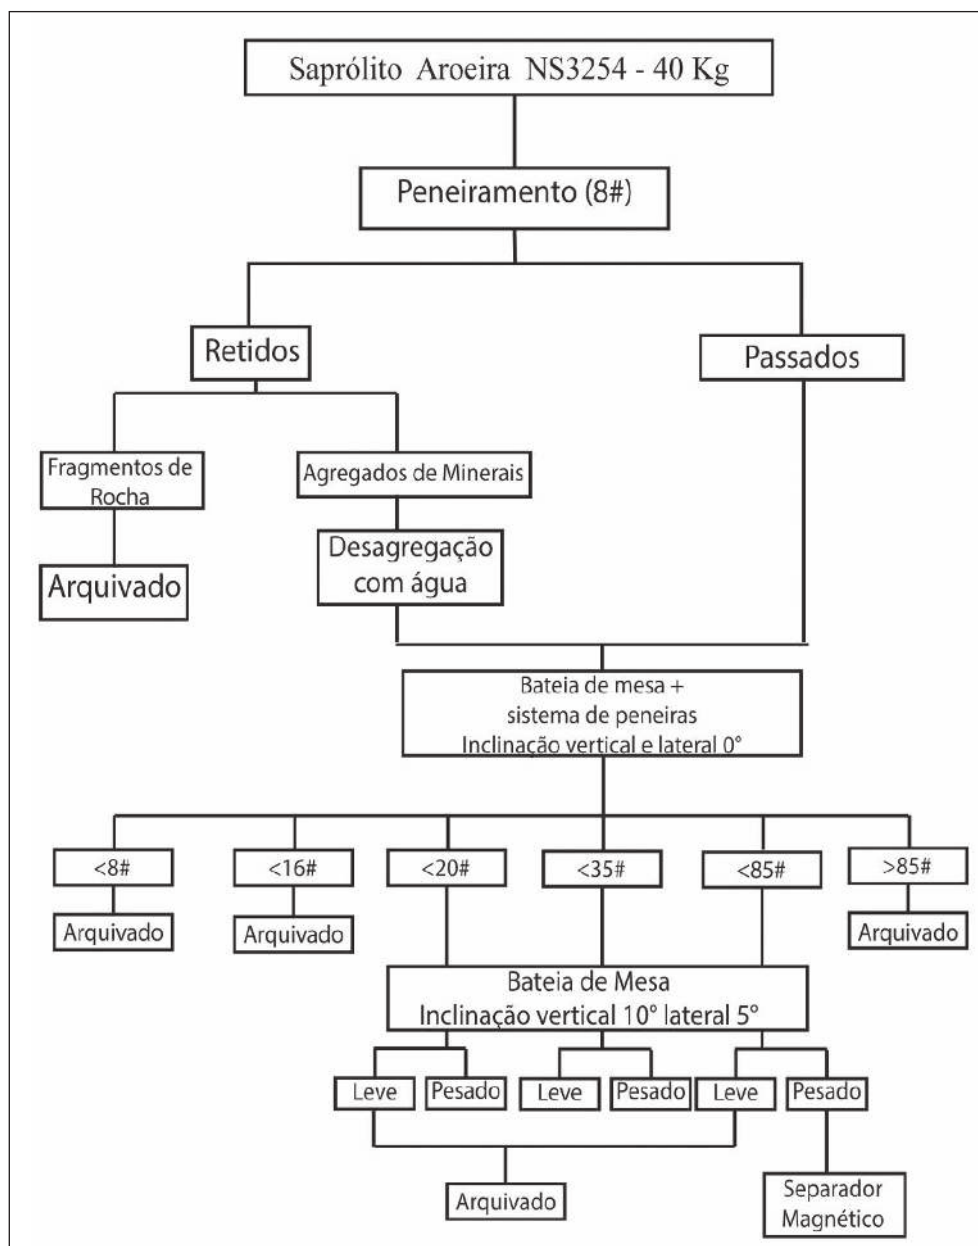 Saprólito Aroeira NS3254 - 40 Kg
Peneiramento (8#)
Retidos
Passados
Fragmentos de
Rocha
Agregados de Minerais
Arquivado
Desagregação
com água
Bateia de mesa +
sistema de peneiras
Inclinação vertical e lateral 0°
<8#
<16#
<20#
<35#
<85#
>85#
Arquivado
Arquivado
Arquivado
Bateia de Mesa
Inclinação vertical 10° lateral 5°
Leve
Pesado
Leve
Pesado
Leve
Pesado
Arquivado
Separador
Magnético